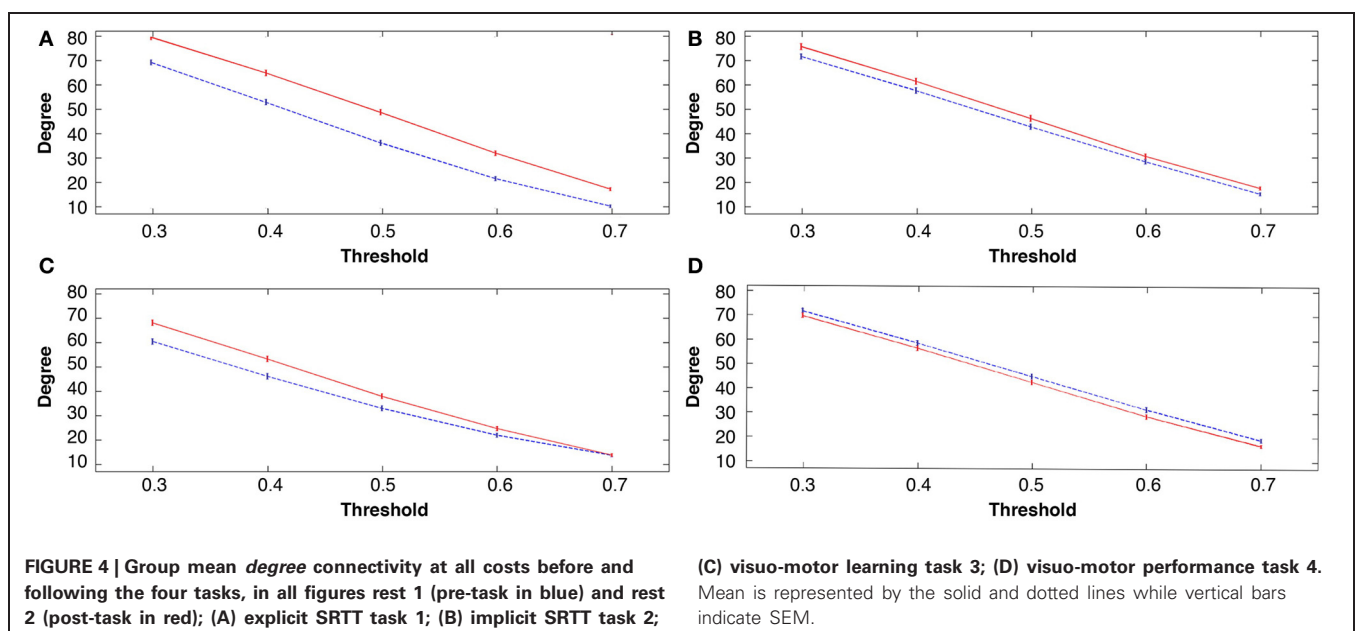 A
80
70
60
50
40
30
20
10
Degree
0.3 0.4 0.5 0.6 0.7
Threshold
B
80
70
60
50
40
30
20
10
Degree
0.3 0.4 0.5 0.6 0.7
Threshold
C
80
70
60
50
40
30
20
10
Degree
0.3 0.4 0.5 0.6 0.7
Threshold
D
80
70
60
50
40
30
20
10
Degree
0.3 0.4 0.5 0.6 0.7
Threshold
FIGURE 4 | Group mean degree connectivity at all costs before and
following the four tasks, in all figures rest 1 (pre-task in blue) and rest
2 (post-task in red); (A) explicit SRTT task 1; (B) implicit SRTT task 2;
(C) visuo-motor learning task 3; (D) visuo-motor performance task 4.
Mean is represented by the solid and dotted lines while vertical bars
indicate SEM.